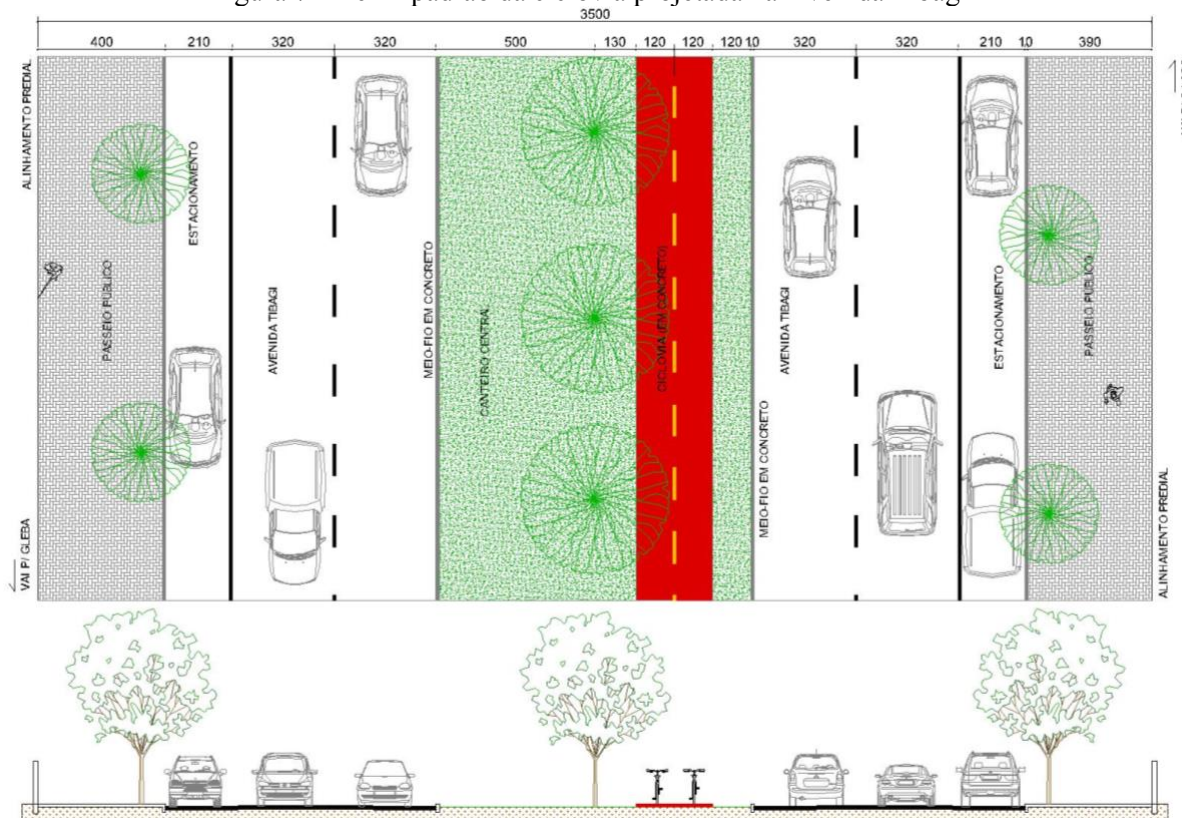 3500
400 210 320 320 500 130 120 120 120 10 320 320 210 10 390
ALINHAMENTO PREDIAL
PASSEIO PÚBLICO
ESTACIONAMENTO
AVENIDA TIBAGI
MEIO-FIO EM CONCRETO
CANTEIRO CENTRAL
CICLOVIA (EM CONCRETO)
MEIO-FIO EM CONCRETO
AVENIDA TIBAGI
ESTACIONAMENTO
PASSEIO PÚBLICO
ALINHAMENTO PREDIAL
VAI P/ GLEBA